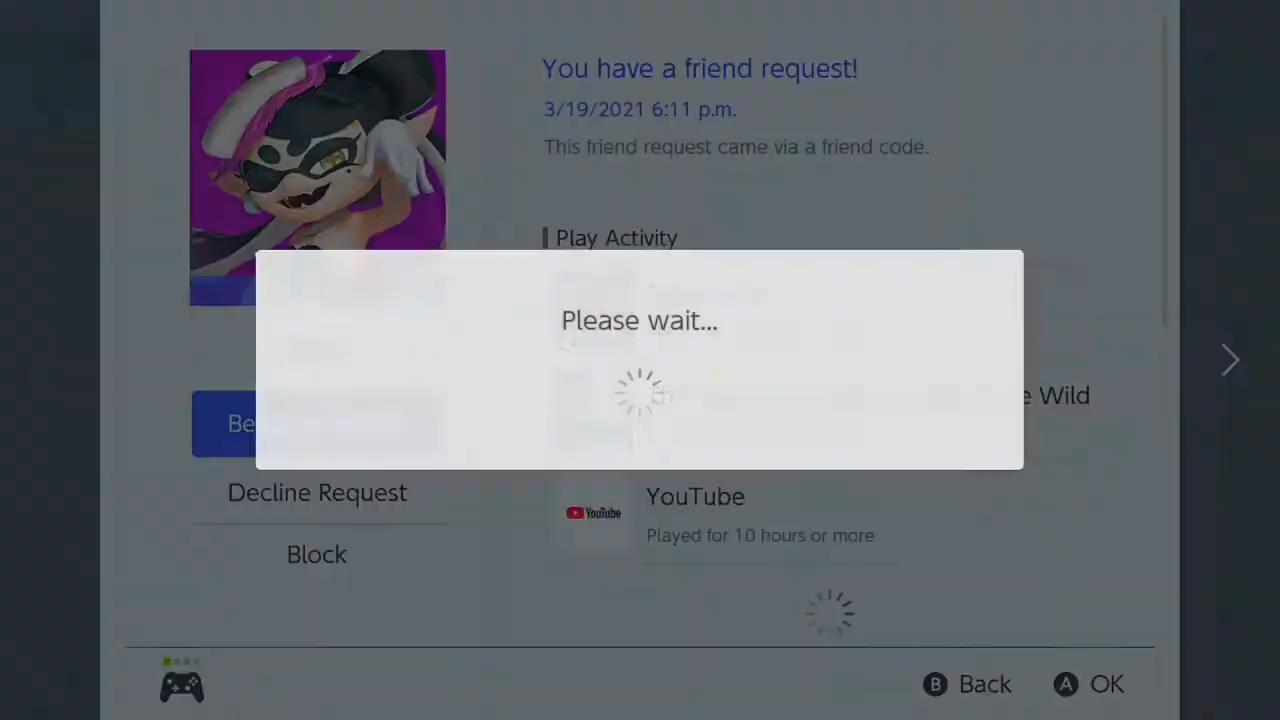 You have a friend request!
3/19/2021 6:11 p.m.
This friend request came via a friend code.
Play Activity
Please wait...
Wild
Be
Decline Request
Block
YouTube
YouTube
Played for 10 hours or more
B Back
A OK